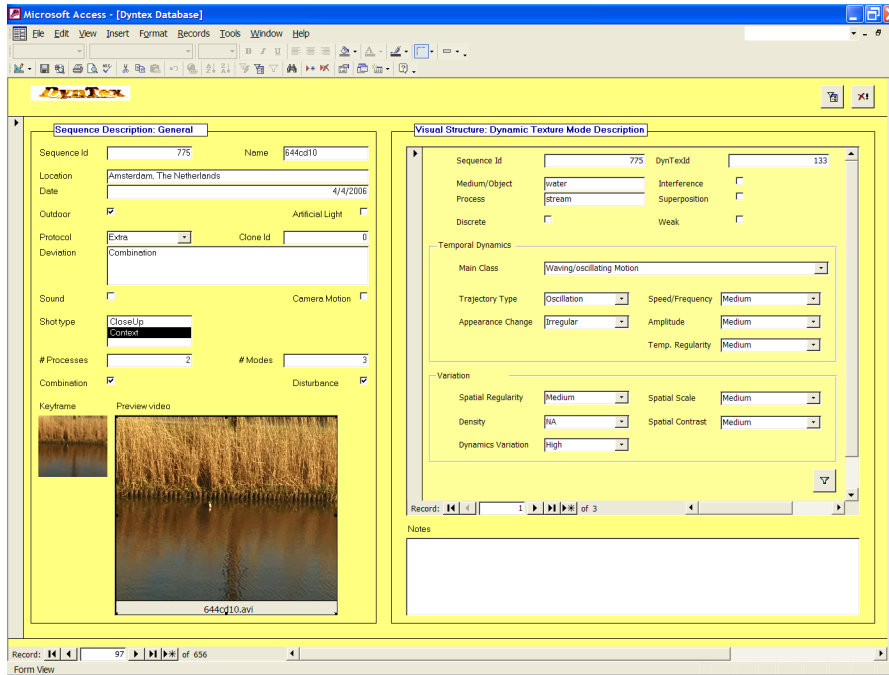 Microsoft Access - [Dyntex Database]
File Edit View Insert Format Records Tools Window Help
DynTex
Sequence Description: General
Sequence Id 775 Name 644cd10
Location Amsterdam, The Netherlands
Date 4/4/2006
Outdoor Artificial Light
Protocol Extra Clone Id 0
Deviation Combination
Sound Camera Motion
Shot type CloseUp
Context
# Processes 2 # Modes 3
Combination Disturbance
Keyframe Preview video
644cd10.avi
Visual Structure: Dynamic Texture Mode Description
Sequence Id 775 DynTexId 133
Medium/Object water Interference
Process stream Superposition
Discrete Weak
Temporal Dynamics
Main Class Waving/oscillating Motion
Trajectory Type Oscillation Speed/Frequency Medium
Appearance Change Irregular Amplitude Medium
Temp. Regularity Medium
Variation
Spatial Regularity Medium Spatial Scale Medium
Density NA Spatial Contrast Medium
Dynamics Variation High
Record: 1 of 3
Notes
Record: 97 of 656
Form View